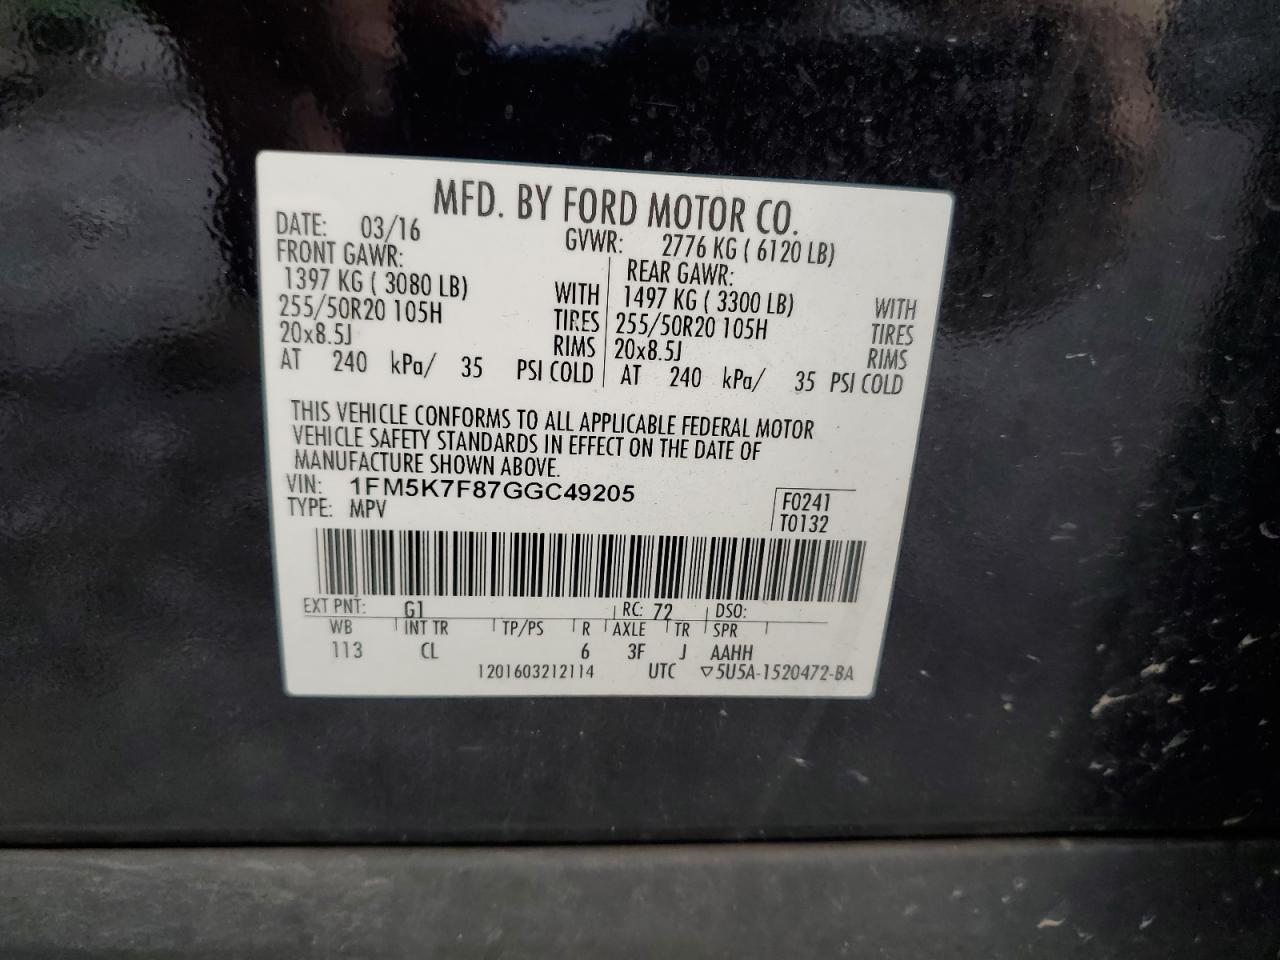 MFD. BY FORD MOTOR CO.
DATE: 03/16 GVWR: 2776 KG ( 6120 LB)
FRONT GAWR: REAR GAWR:
1397 KG ( 3080 LB) WITH 1497 KG ( 3300 LB) WITH
255/50R20 105H TIRES 255/50R20 105H TIRES
20x8.5J RIMS 20x8.5J RIMS
AT 240 kPa/ 35 PSI COLD AT 240 kPa/ 35 PSI COLD
THIS VEHICLE CONFORMS TO ALL APPLICABLE FEDERAL MOTOR
VEHICLE SAFETY STANDARDS IN EFFECT ON THE DATE OF
MANUFACTURE SHOWN ABOVE.
VIN: 1FM5K7F87GGC49205 F0241
TYPE: MPV T0132
EXT PNT: G1 RC: 72 DSO:
WB INT TR TP/PS R AXLE TR SPR
113 CL 6 3F J AAHH
1201603212114 UTC ▽5U5A-1520472-BA